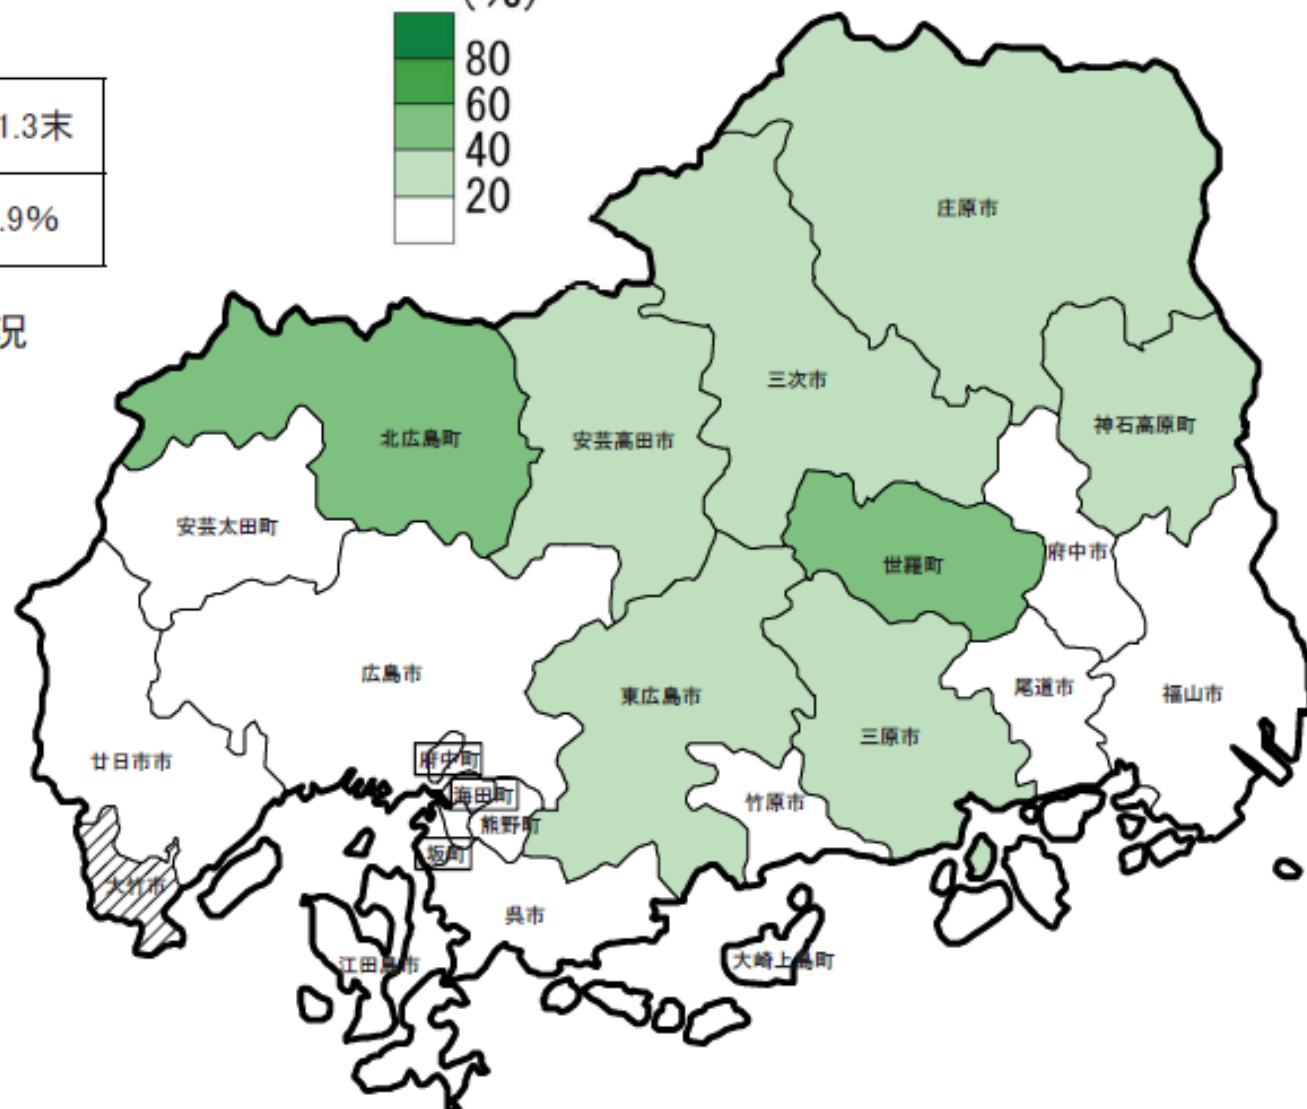 (%)
80
60
40
20
1.3末
.9%
況
庄原市
三次市
神石高原町
北広島町
安芸高田市
安芸太田町
世羅町
府中市
広島市
東広島市
尾道市
福山市
三原市
廿日市市
府中町
海田町
竹原市
熊野町
坂町
大竹市
呉市
江田島市
大崎上島町